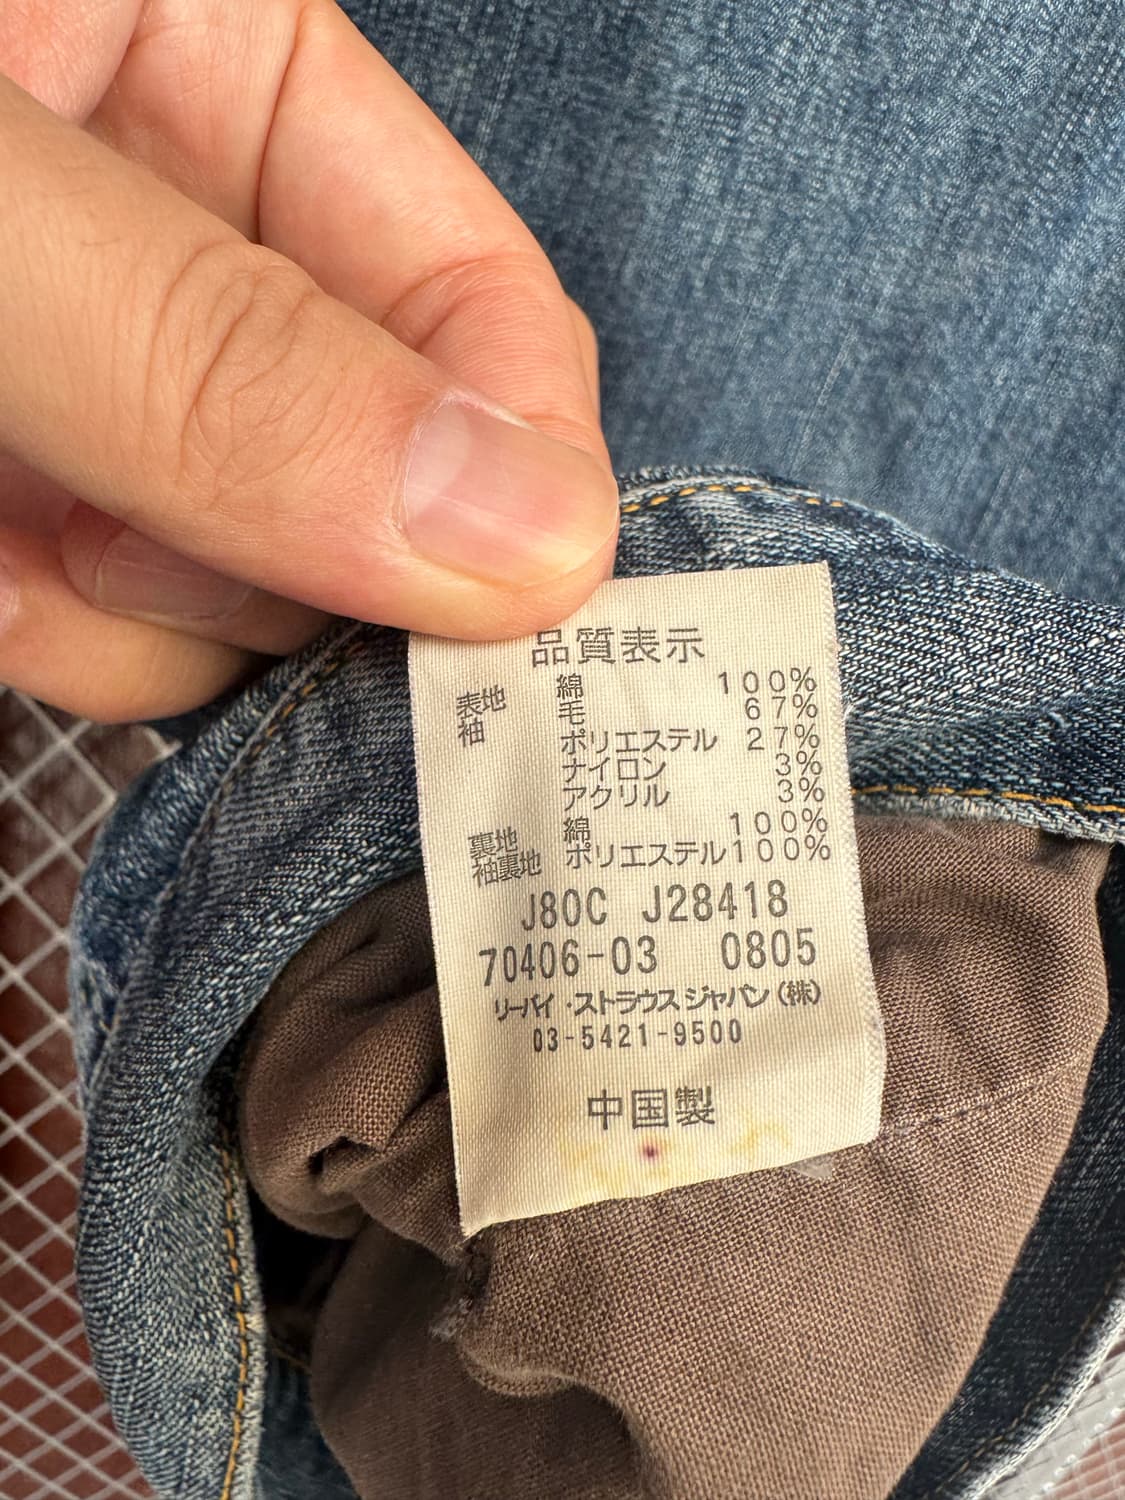 品質表示
表地 綿 100%
袖 毛 67%
ポリエステル 27%
ナイロン 3%
アクリル 3%
裏地 綿 100%
袖裏地 ポリエステル 100%
J80C J28418
70406-03 0805
リーバイ・ストラウス ジャパン(株)
03-5421-9500
中国製